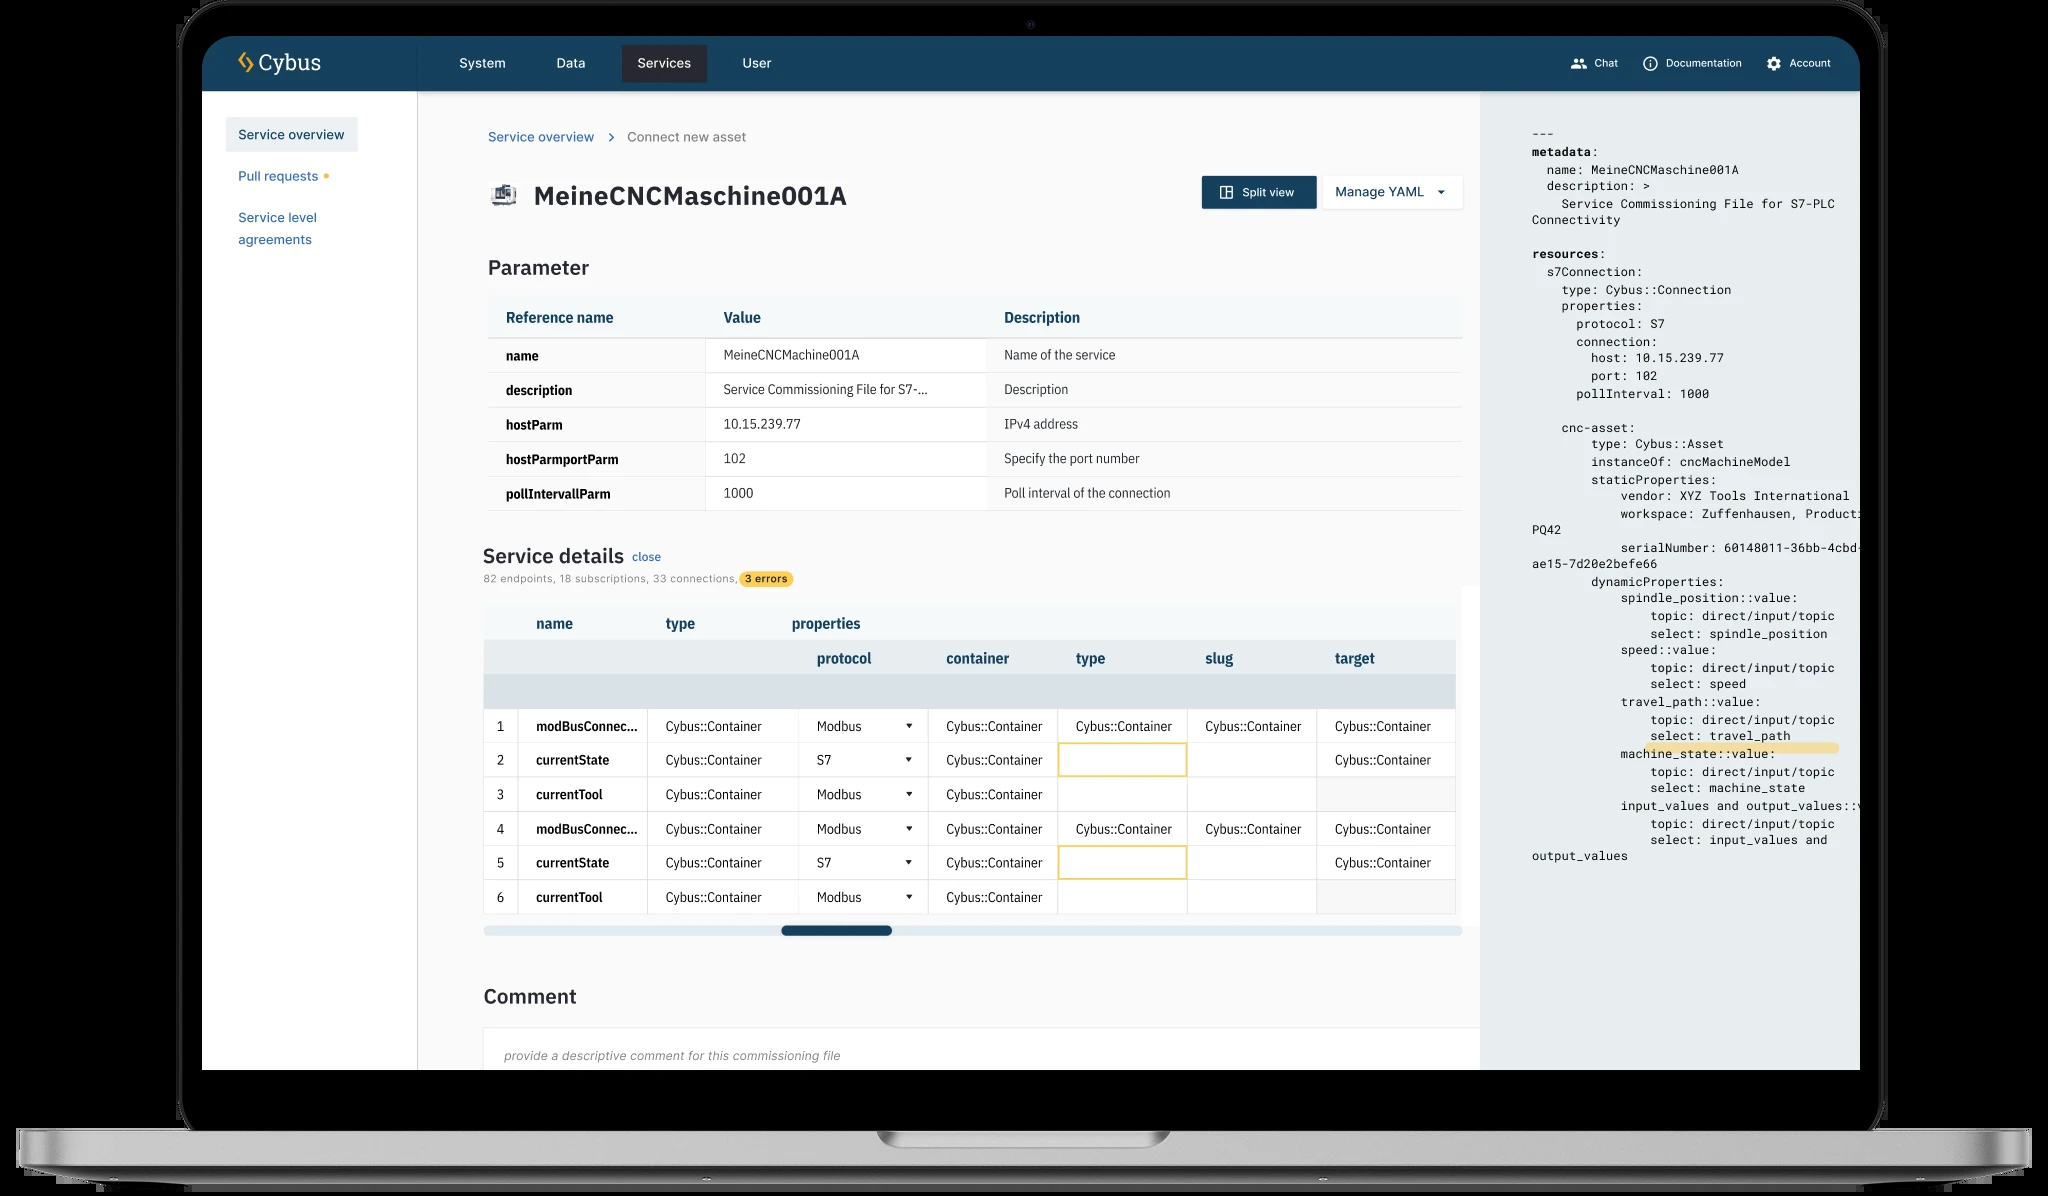 Cybus
System Data Services User
Chat Documentation Account
Service overview
Pull requests
Service level
agreements
Service overview > Connect new asset
MeineCNCMaschine001A
Split view
Manage YAML
Parameter
Reference name Value Description
name MeineCNCMachine001A Name of the service
description Service Commissioning File for S7-... Description
hostParm 10.15.239.77 IPv4 address
hostParmportParm 102 Specify the port number
pollIntervallParm 1000 Poll interval of the connection
Service details close
82 endpoints, 18 subscriptions, 33 connections, 3 errors
name type properties
protocol container type slug target
1 modBusConnec... Cybus::Container Modbus Cybus::Container Cybus::Container Cybus::Container Cybus::Container
2 currentState Cybus::Container S7 Cybus::Container Cybus::Container
3 currentTool Cybus::Container Modbus Cybus::Container
4 modBusConnec... Cybus::Container Modbus Cybus::Container Cybus::Container Cybus::Container Cybus::Container
5 currentState Cybus::Container S7 Cybus::Container Cybus::Container
6 currentTool Cybus::Container Modbus Cybus::Container
Comment
provide a descriptive comment for this commissioning file
---
metadata:
name: MeineCNCMaschine001A
description: >
Service Commissioning File for S7-PLC
Connectivity
resources:
s7Connection:
type: Cybus::Connection
properties:
protocol: S7
connection:
host: 10.15.239.77
port: 102
pollInterval: 1000
cnc-asset:
type: Cybus::Asset
instanceOf: cncMachineModel
staticProperties:
vendor: XYZ Tools International
workspace: Zuffenhausen, Producti
PQ42
serialNumber: 60148011-36bb-4cbd-
ae15-7d20e2befe66
dynamicProperties:
spindle_position::value:
topic: direct/input/topic
select: spindle_position
speed::value:
topic: direct/input/topic
select: speed
travel_path::value:
topic: direct/input/topic
select: travel_path
machine_state::value:
topic: direct/input/topic
select: machine_state
input_values and output_values::v
topic: direct/input/topic
select: input_values and
output_values